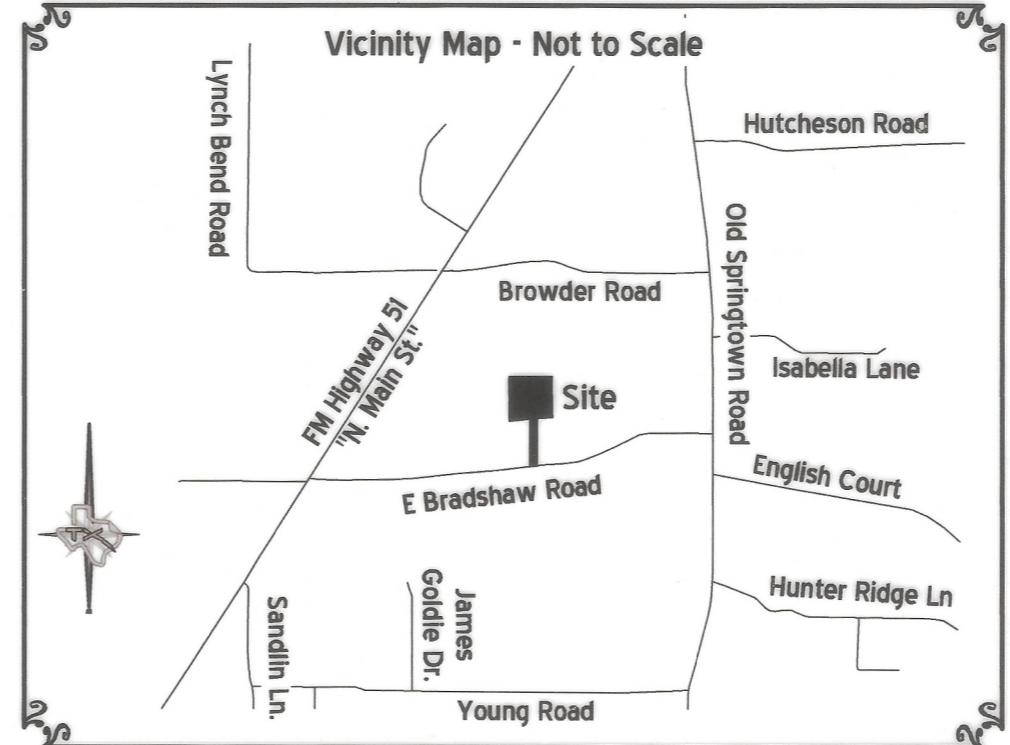 Vicinity Map - Not to Scale
Lynch Bend Road
Hutcheson Road
Old Springtown Road
Browder Road
FM Highway 51
"N. Main St."
Isabella Lane
Site
English Court
E Bradshaw Road
TX
Hunter Ridge Ln
Sandlin Ln.
James
Goldie Dr.
Young Road